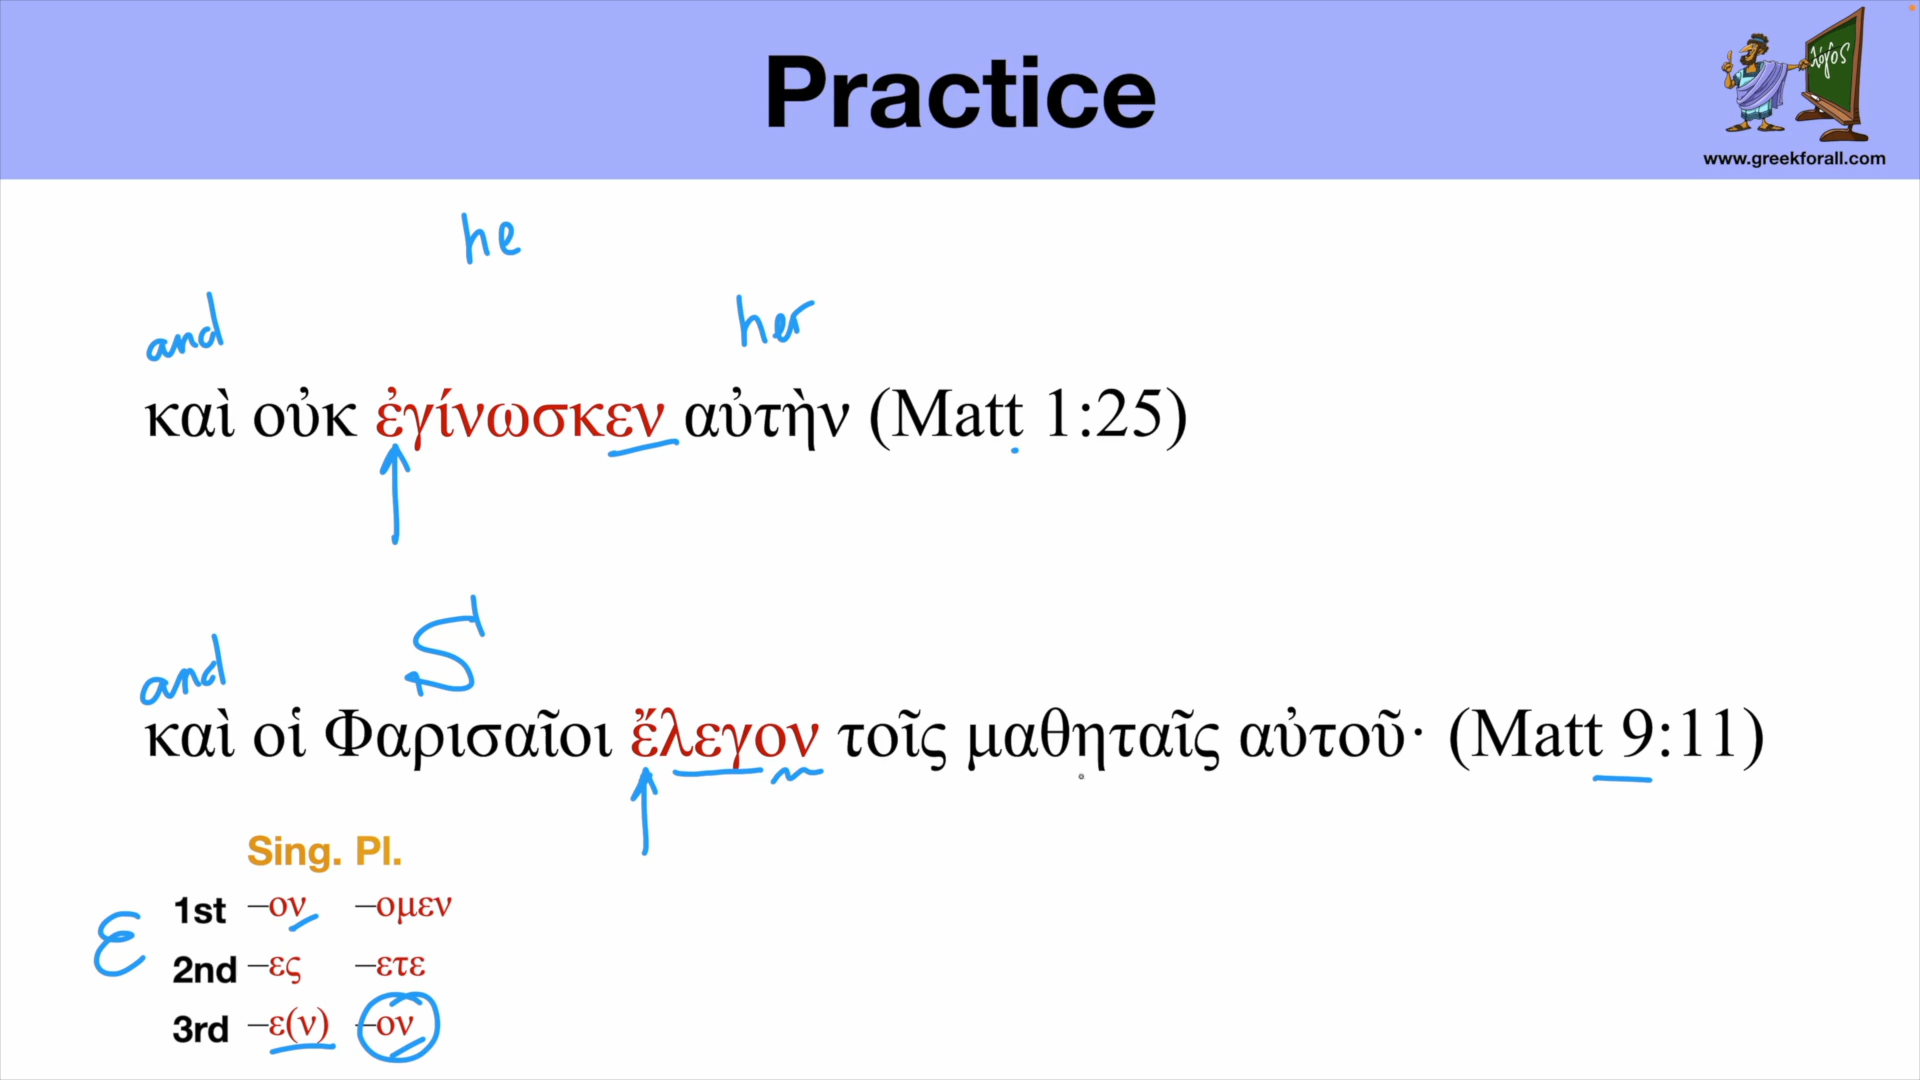 Practice
λόγος
www.greekforall.com
he
and her
καὶ οὐκ ἐγίνωσκεν αὐτὴν (Matt 1:25)
and S
καὶ οἱ Φαρισαῖοι ἔλεγον τοῖς μαθηταῖς αὐτοῦ· (Matt 9:11)
Sing. Pl.
1st –ον –ομεν
ε 2nd –ες –ετε
3rd –ε(ν) –ον